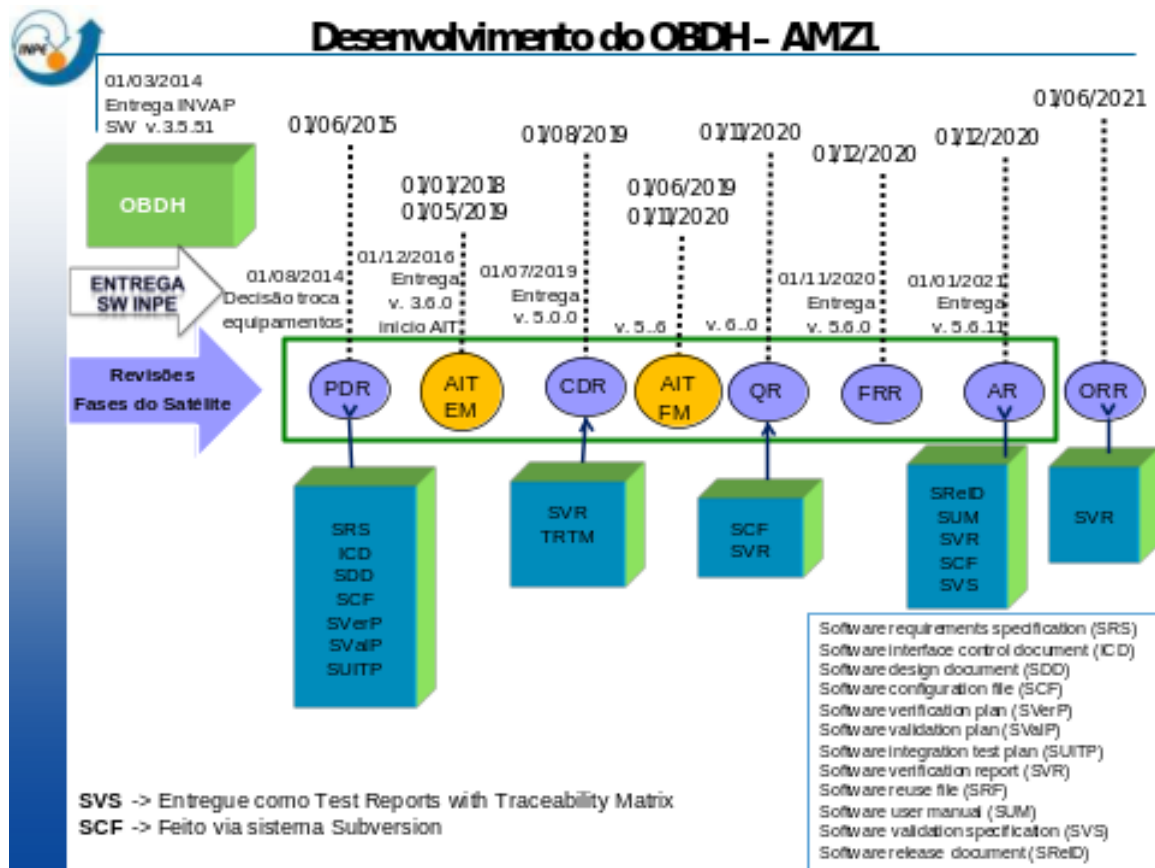 Desenvolvimento do OBDH – AMZ1
INPE
01/03/2014
Entrega INVAP
SW v.3.5.51
OBDH
01/06/2015
01/01/2018
01/05/2019
01/08/2019
01/06/2019
01/11/2020
01/11/2020
01/12/2020
01/12/2020
01/06/2021
ENTREGA
SW INPE
01/08/2014
Decisão troca
equipamentos
01/12/2016
Entrega
v. 3.6.0
início AIT
01/07/2019
Entrega
v. 5.0.0
v. 5..6
v. 6..0
01/11/2020
Entrega
v. 5.6.0
01/01/2021
Entrega
v. 5.6.11
Revisões
Fases do Satélite
PDR
AIT
EM
CDR
AIT
FM
QR
FRR
AR
ORR
SRS
ICD
SDD
SCF
SVerP
SValP
SUITP
SVR
TRTM
SCF
SVR
SRelD
SUM
SVR
SCF
SVS
SVR
Software requirements specification (SRS)
Software interface control document (ICD)
Software design document (SDD)
Software configuration file (SCF)
Software verification plan (SVerP)
Software validation plan (SValP)
Software integration test plan (SUITP)
Software verification report (SVR)
Software reuse file (SRF)
Software user manual (SUM)
Software validation specification (SVS)
Software release document (SRelD)
SVS -> Entregue como Test Reports with Traceability Matrix
SCF -> Feito via sistema Subversion